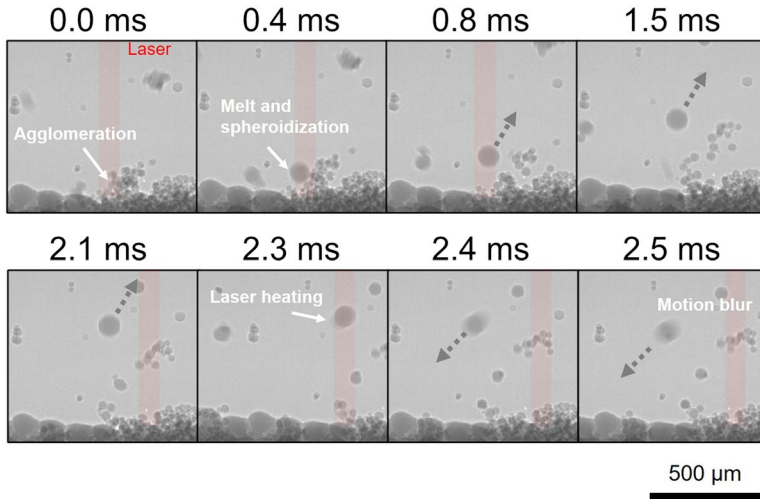 0.0 ms
0.4 ms
0.8 ms
1.5 ms
Laser
Agglomeration
Melt and
spheroidization
2.1 ms
2.3 ms
2.4 ms
2.5 ms
Laser heating
Motion blur
500 μm